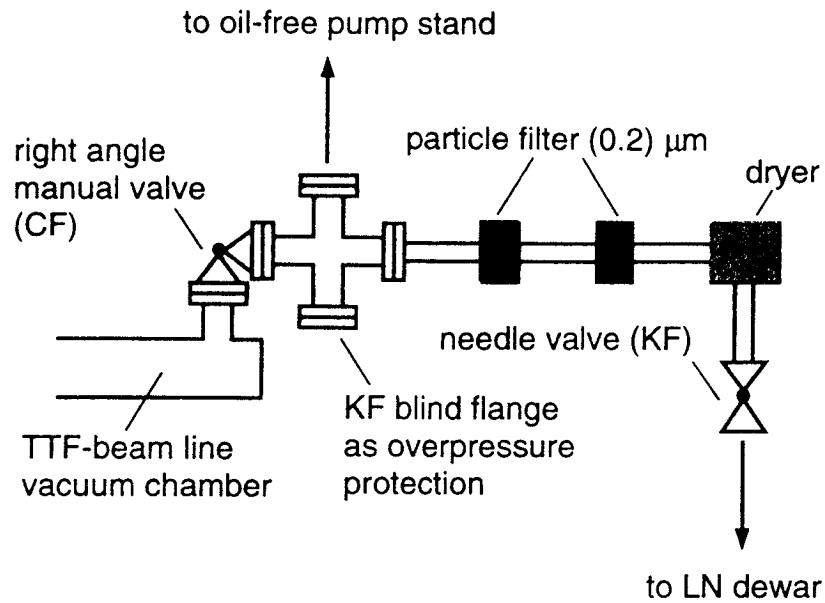 to oil-free pump stand
right angle
manual valve
(CF)
particle filter (0.2) μm
dryer
needle valve (KF)
TTF-beam line
vacuum chamber
KF blind flange
as overpressure
protection
to LN dewar